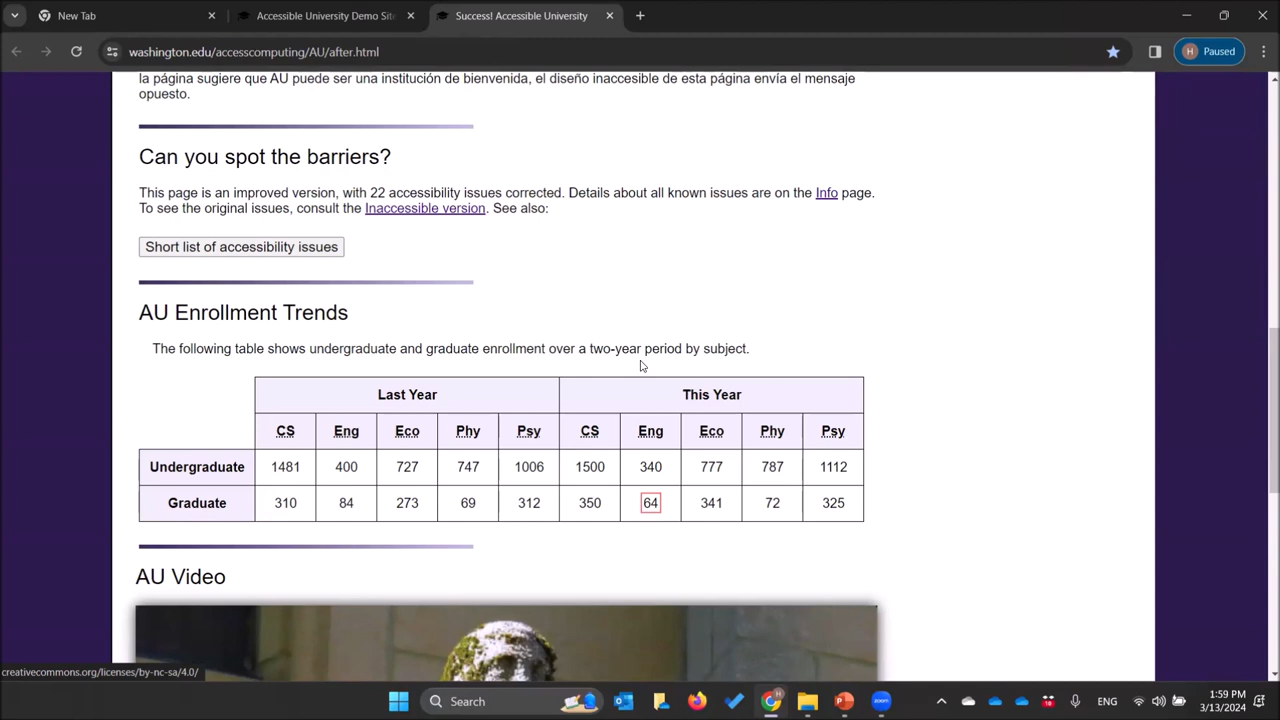 New Tab
Accessible University Demo Site
Success! Accessible University
washington.edu/accesscomputing/AU/after.html
H Paused
la página sugiere que AU puede ser una institución de bienvenida, el diseño inaccesible de esta página envía el mensaje
opuesto.
Can you spot the barriers?
This page is an improved version, with 22 accessibility issues corrected. Details about all known issues are on the Info page.
To see the original issues, consult the Inaccessible version. See also:
Short list of accessibility issues
AU Enrollment Trends
The following table shows undergraduate and graduate enrollment over a two-year period by subject.
Last Year This Year
CS Eng Eco Phy Psy CS Eng Eco Phy Psy
Undergraduate 1481 400 727 747 1006 1500 340 777 787 1112
Graduate 310 84 273 69 312 350 64 341 72 325
AU Video
creativecommons.org/licenses/by-nc-sa/4.0/
Search
ENG
1:59 PM
3/13/2024